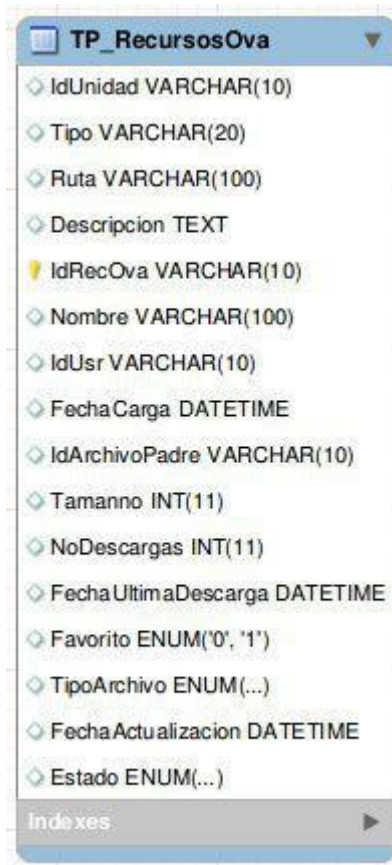 TP_RecursosOva
IdUnidad VARCHAR(10)
Tipo VARCHAR(20)
Ruta VARCHAR(100)
Descripcion TEXT
IdRecOva VARCHAR(10)
Nombre VARCHAR(100)
IdUsr VARCHAR(10)
FechaCarga DATETIME
IdArchivoPadre VARCHAR(10)
Tamanno INT(11)
NoDescargas INT(11)
FechaUltimaDescarga DATETIME
Favorito ENUM('0', '1')
TipoArchivo ENUM(...)
FechaActualizacion DATETIME
Estado ENUM(...)
Indexes